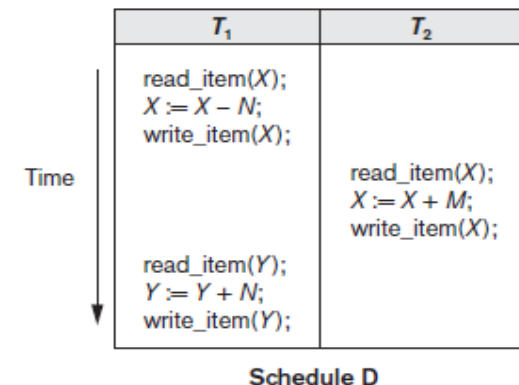 T₁ T₂
read_item(X);
X := X – N;
write_item(X);
Time
read_item(X);
X := X + M;
write_item(X);
read_item(Y);
Y := Y + N;
write_item(Y);
Schedule D